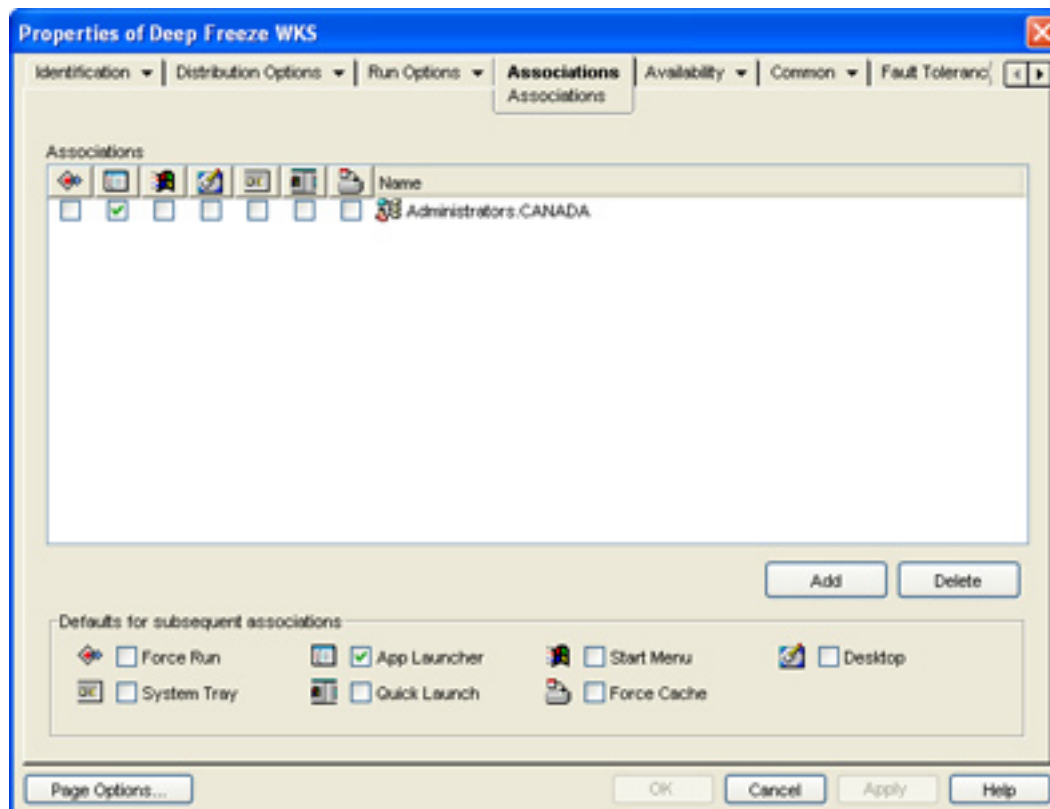 Properties of Deep Freeze WKS
Identification Distribution Options Run Options Associations Availability Common Fault Toleranc
Associations
Associations
Name
Administrators.CANADA
Add Delete
Defaults for subsequent associations
Force Run App Launcher Start Menu Desktop
System Tray Quick Launch Force Cache
Page Options... OK Cancel Apply Help